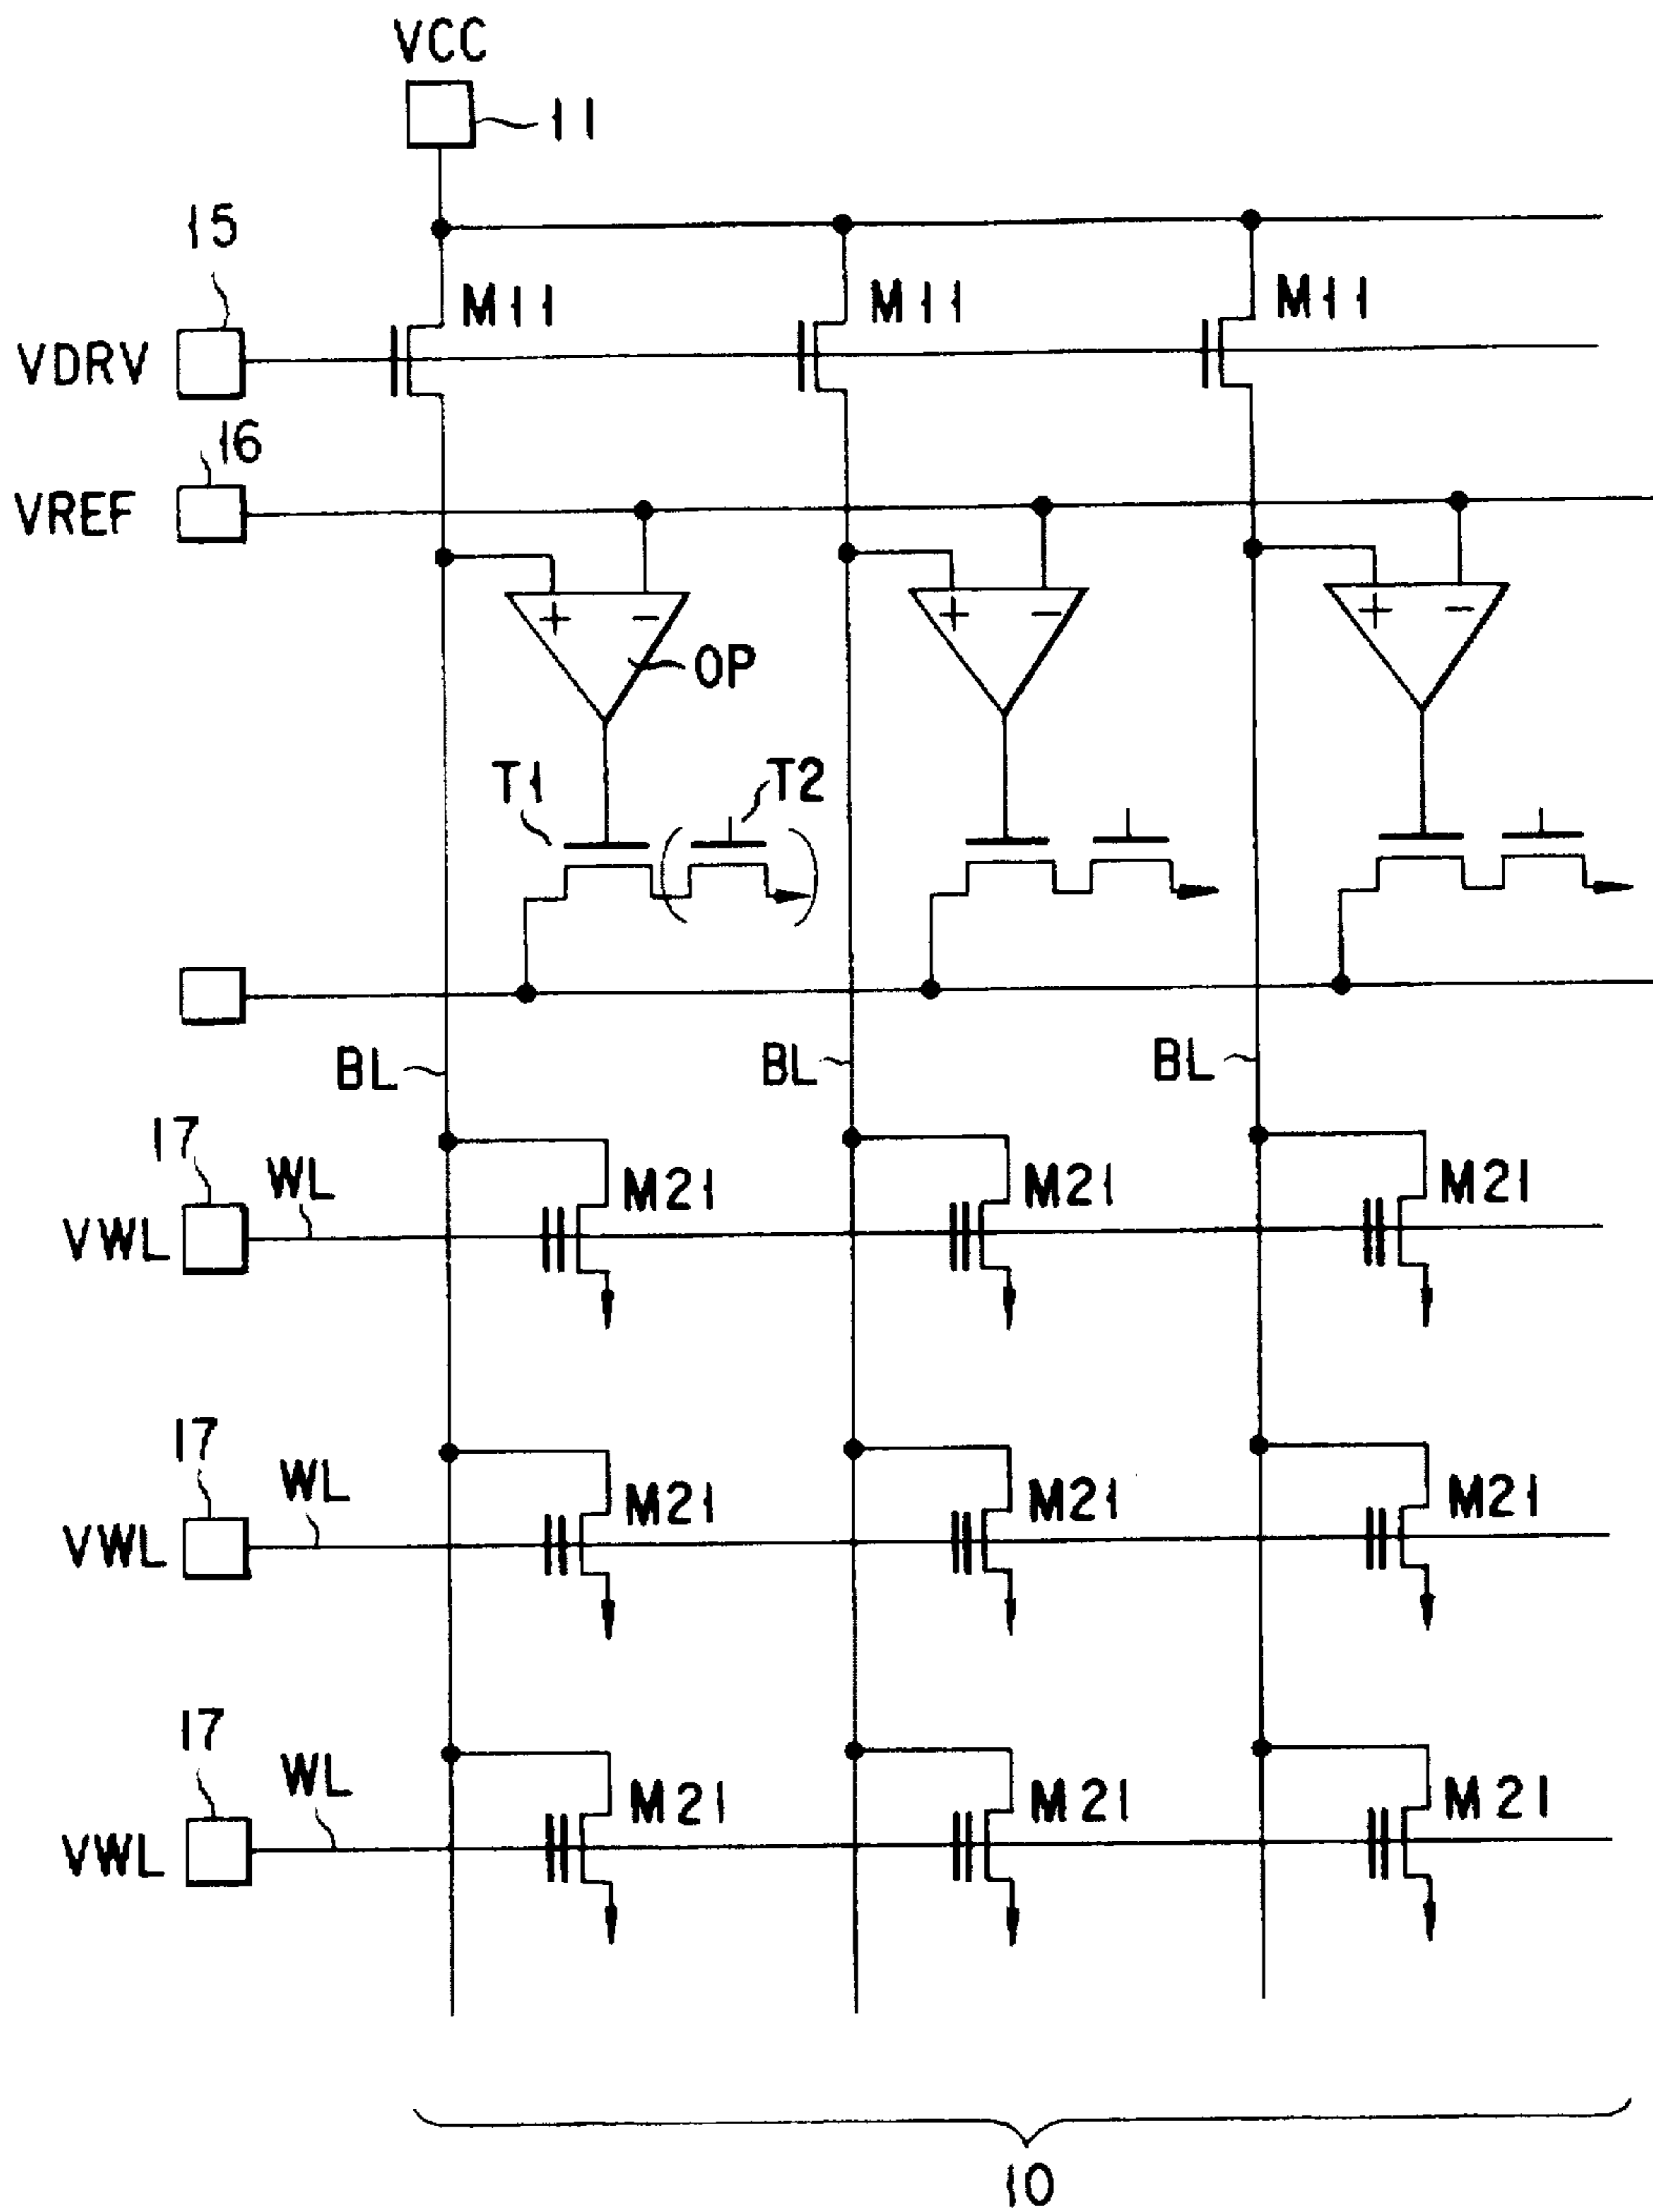 VCC
11
15
M11 M11 M11
VDRV
16
VREF
+ − + − + −
OP
T1 T2
BL BL BL
17
WL M21 M21 M21
VWL
17
WL M21 M21 M21
VWL
17
WL M21 M21 M21
VWL
10